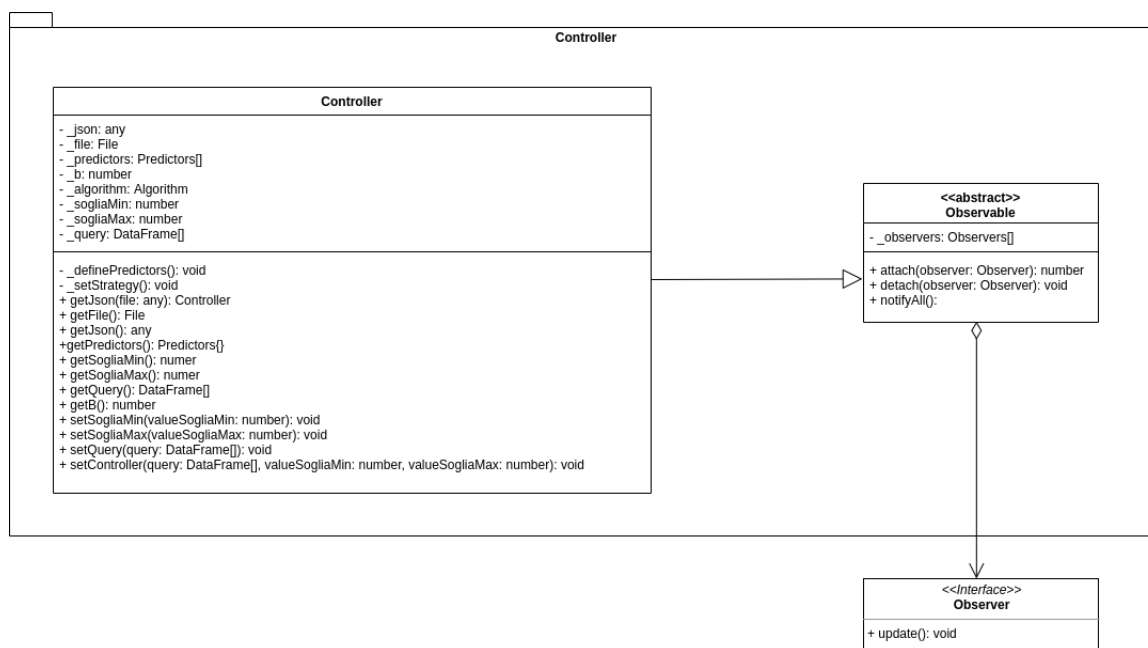 Controller
Controller
- _json: any
- _file: File
- _predictors: Predictors[]
- _b: number
- _algorithm: Algorithm
- _sogliaMin: number
- _sogliaMax: number
- _query: DataFrame[]
- _definePredictors(): void
- _setStrategy(): void
+ getJson(file: any): Controller
+ getFile(): File
+ getJson(): any
+getPredictors(): Predictors{}
+ getSogliaMin(): numer
+ getSogliaMax(): numer
+ getQuery(): DataFrame[]
+ getB(): number
+ setSogliaMin(valueSogliaMin: number): void
+ setSogliaMax(valueSogliaMax: number): void
+ setQuery(query: DataFrame[]): void
+ setController(query: DataFrame[], valueSogliaMin: number, valueSogliaMax: number): void
<<abstract>>
Observable
- _observers: Observers[]
+ attach(observer: Observer): number
+ detach(observer: Observer): void
+ notifyAll():
<<Interface>>
Observer
+ update(): void